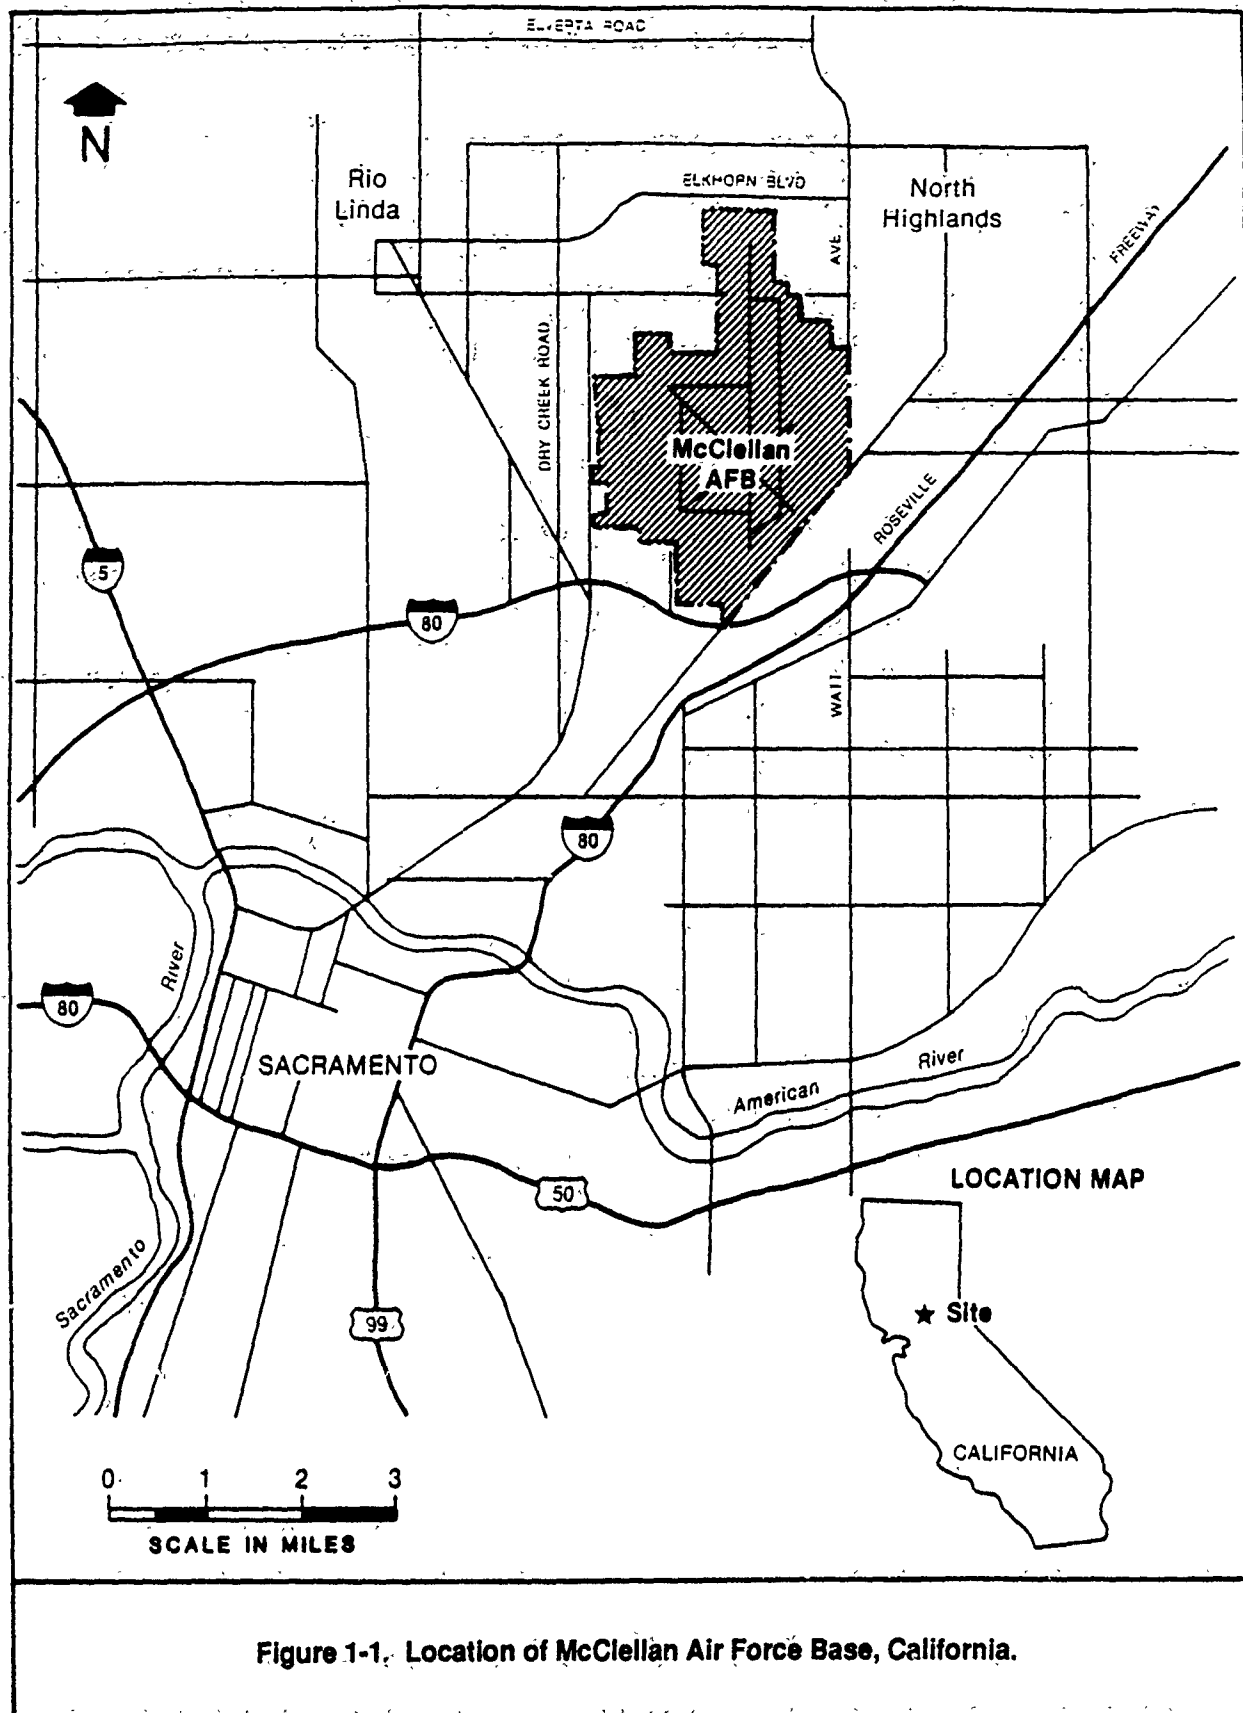 ELVERTA ROAD
N
Rio
Linda
ELKHORN BLVD
North
Highlands
AVE.
FREEWAY
DRY CREEK ROAD
McClellan
AFB
ROSEVILLE
5
80
WATT
80
River
80
SACRAMENTO
American
River
50
LOCATION MAP
Sacramento
99
Site
CALIFORNIA
0 1 2 3
SCALE IN MILES
Figure 1-1. Location of McClellan Air Force Base, California.